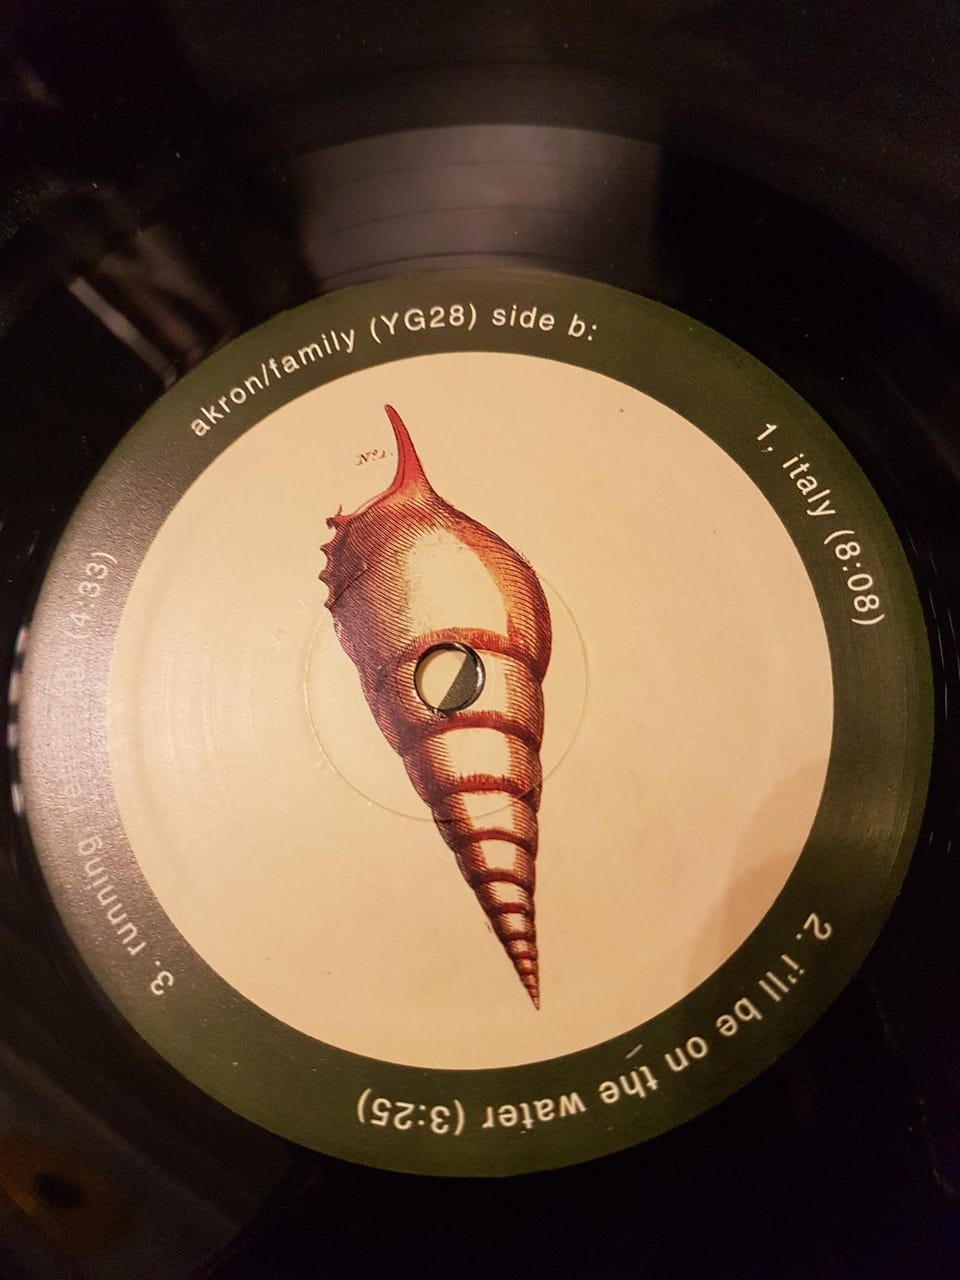 akron/family (YG28) side b:
1, italy (8:08)
2. i'll be on the water (3:25)
3. running (4:33)
Nº1.